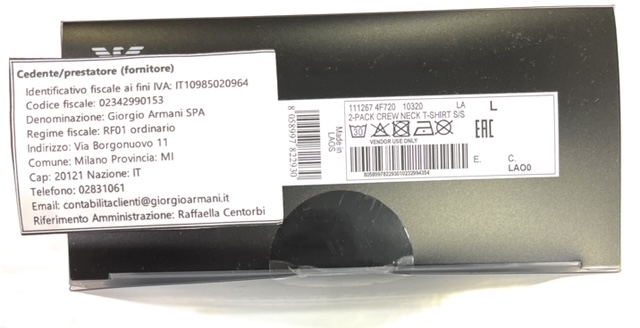 Cedente/prestatore (fornitore)
Identificativo fiscale ai fini IVA: IT10985020964
Codice fiscale: 02342990153
Denominazione: Giorgio Armani SPA
Regime fiscale: RF01 ordinario
Indirizzo: Via Borgonuovo 11
Comune: Milano Provincia: MI
Cap: 20121 Nazione: IT
Telefono: 02831061
Email: contabilitaclienti@giorgioarmani.it
Riferimento Amministrazione: Raffaella Centorbi
8 058997 822930
Made in
LAOS
111267 4F720 10320 LA L
2-PACK CREW NECK T-SHIRT S/S
30
EAC
VENDOR USE ONLY
E. C.
LAO0